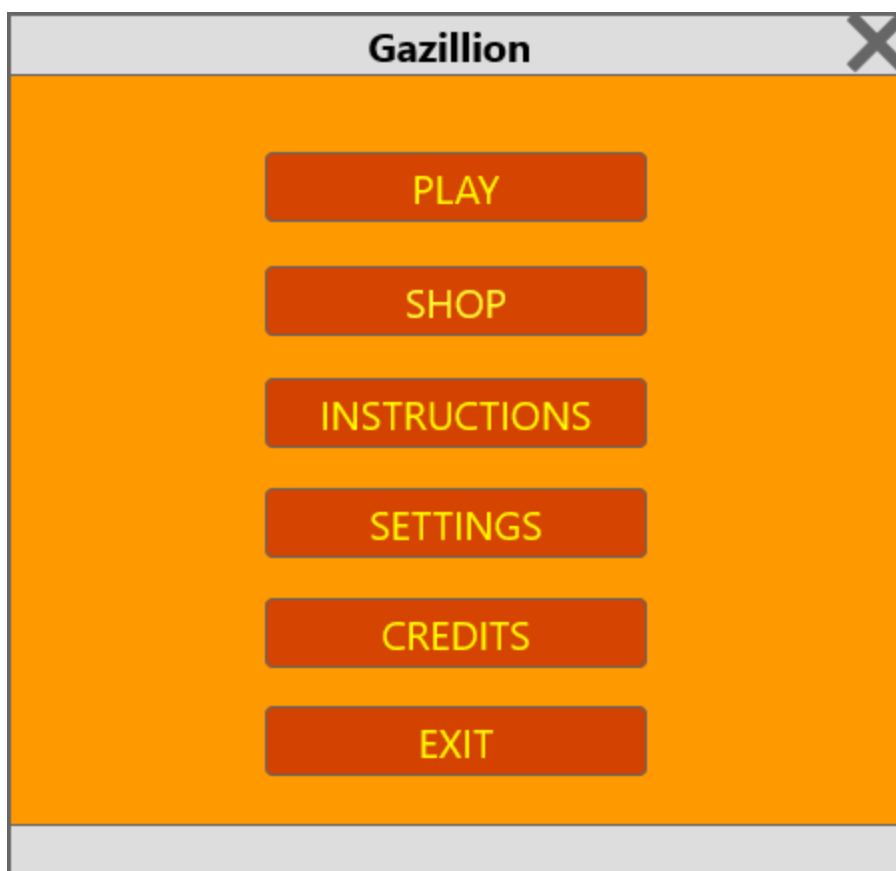 Gazillion
PLAY
SHOP
INSTRUCTIONS
SETTINGS
CREDITS
EXIT